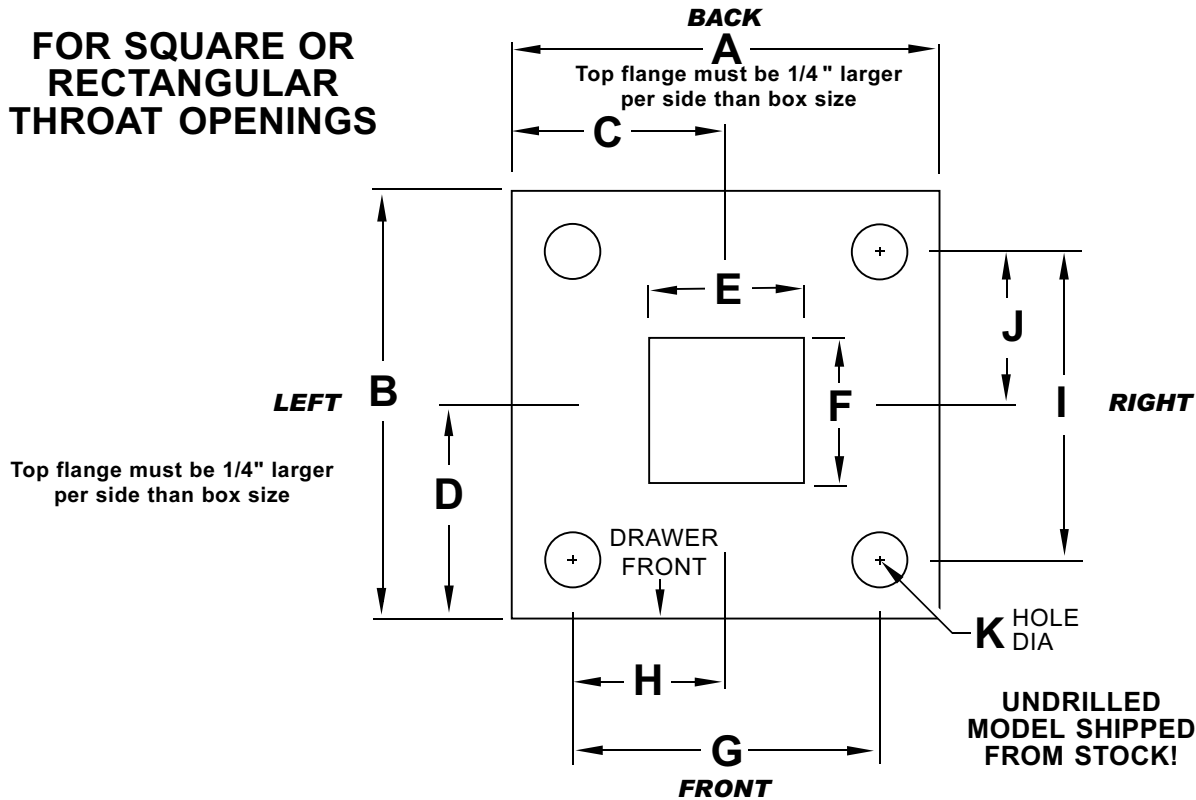 BACK
FOR SQUARE OR
RECTANGULAR
THROAT OPENINGS
A
Top flange must be 1/4" larger
per side than box size
C
E
J
B
LEFT
F
I
RIGHT
Top flange must be 1/4" larger
per side than box size
D
DRAWER
FRONT
K HOLE
DIA
H
UNDRILLED
MODEL SHIPPED
FROM STOCK!
G
FRONT